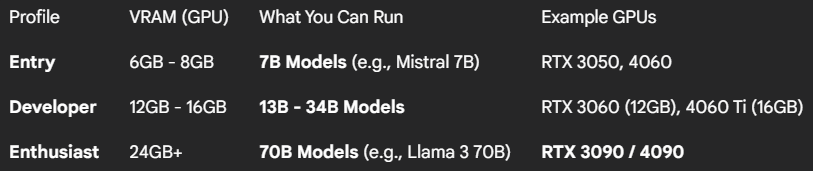 Profile VRAM (GPU) What You Can Run Example GPUs
Entry 6GB - 8GB 7B Models (e.g., Mistral 7B) RTX 3050, 4060
Developer 12GB - 16GB 13B - 34B Models RTX 3060 (12GB), 4060 Ti (16GB)
Enthusiast 24GB+ 70B Models (e.g., Llama 3 70B) RTX 3090 / 4090